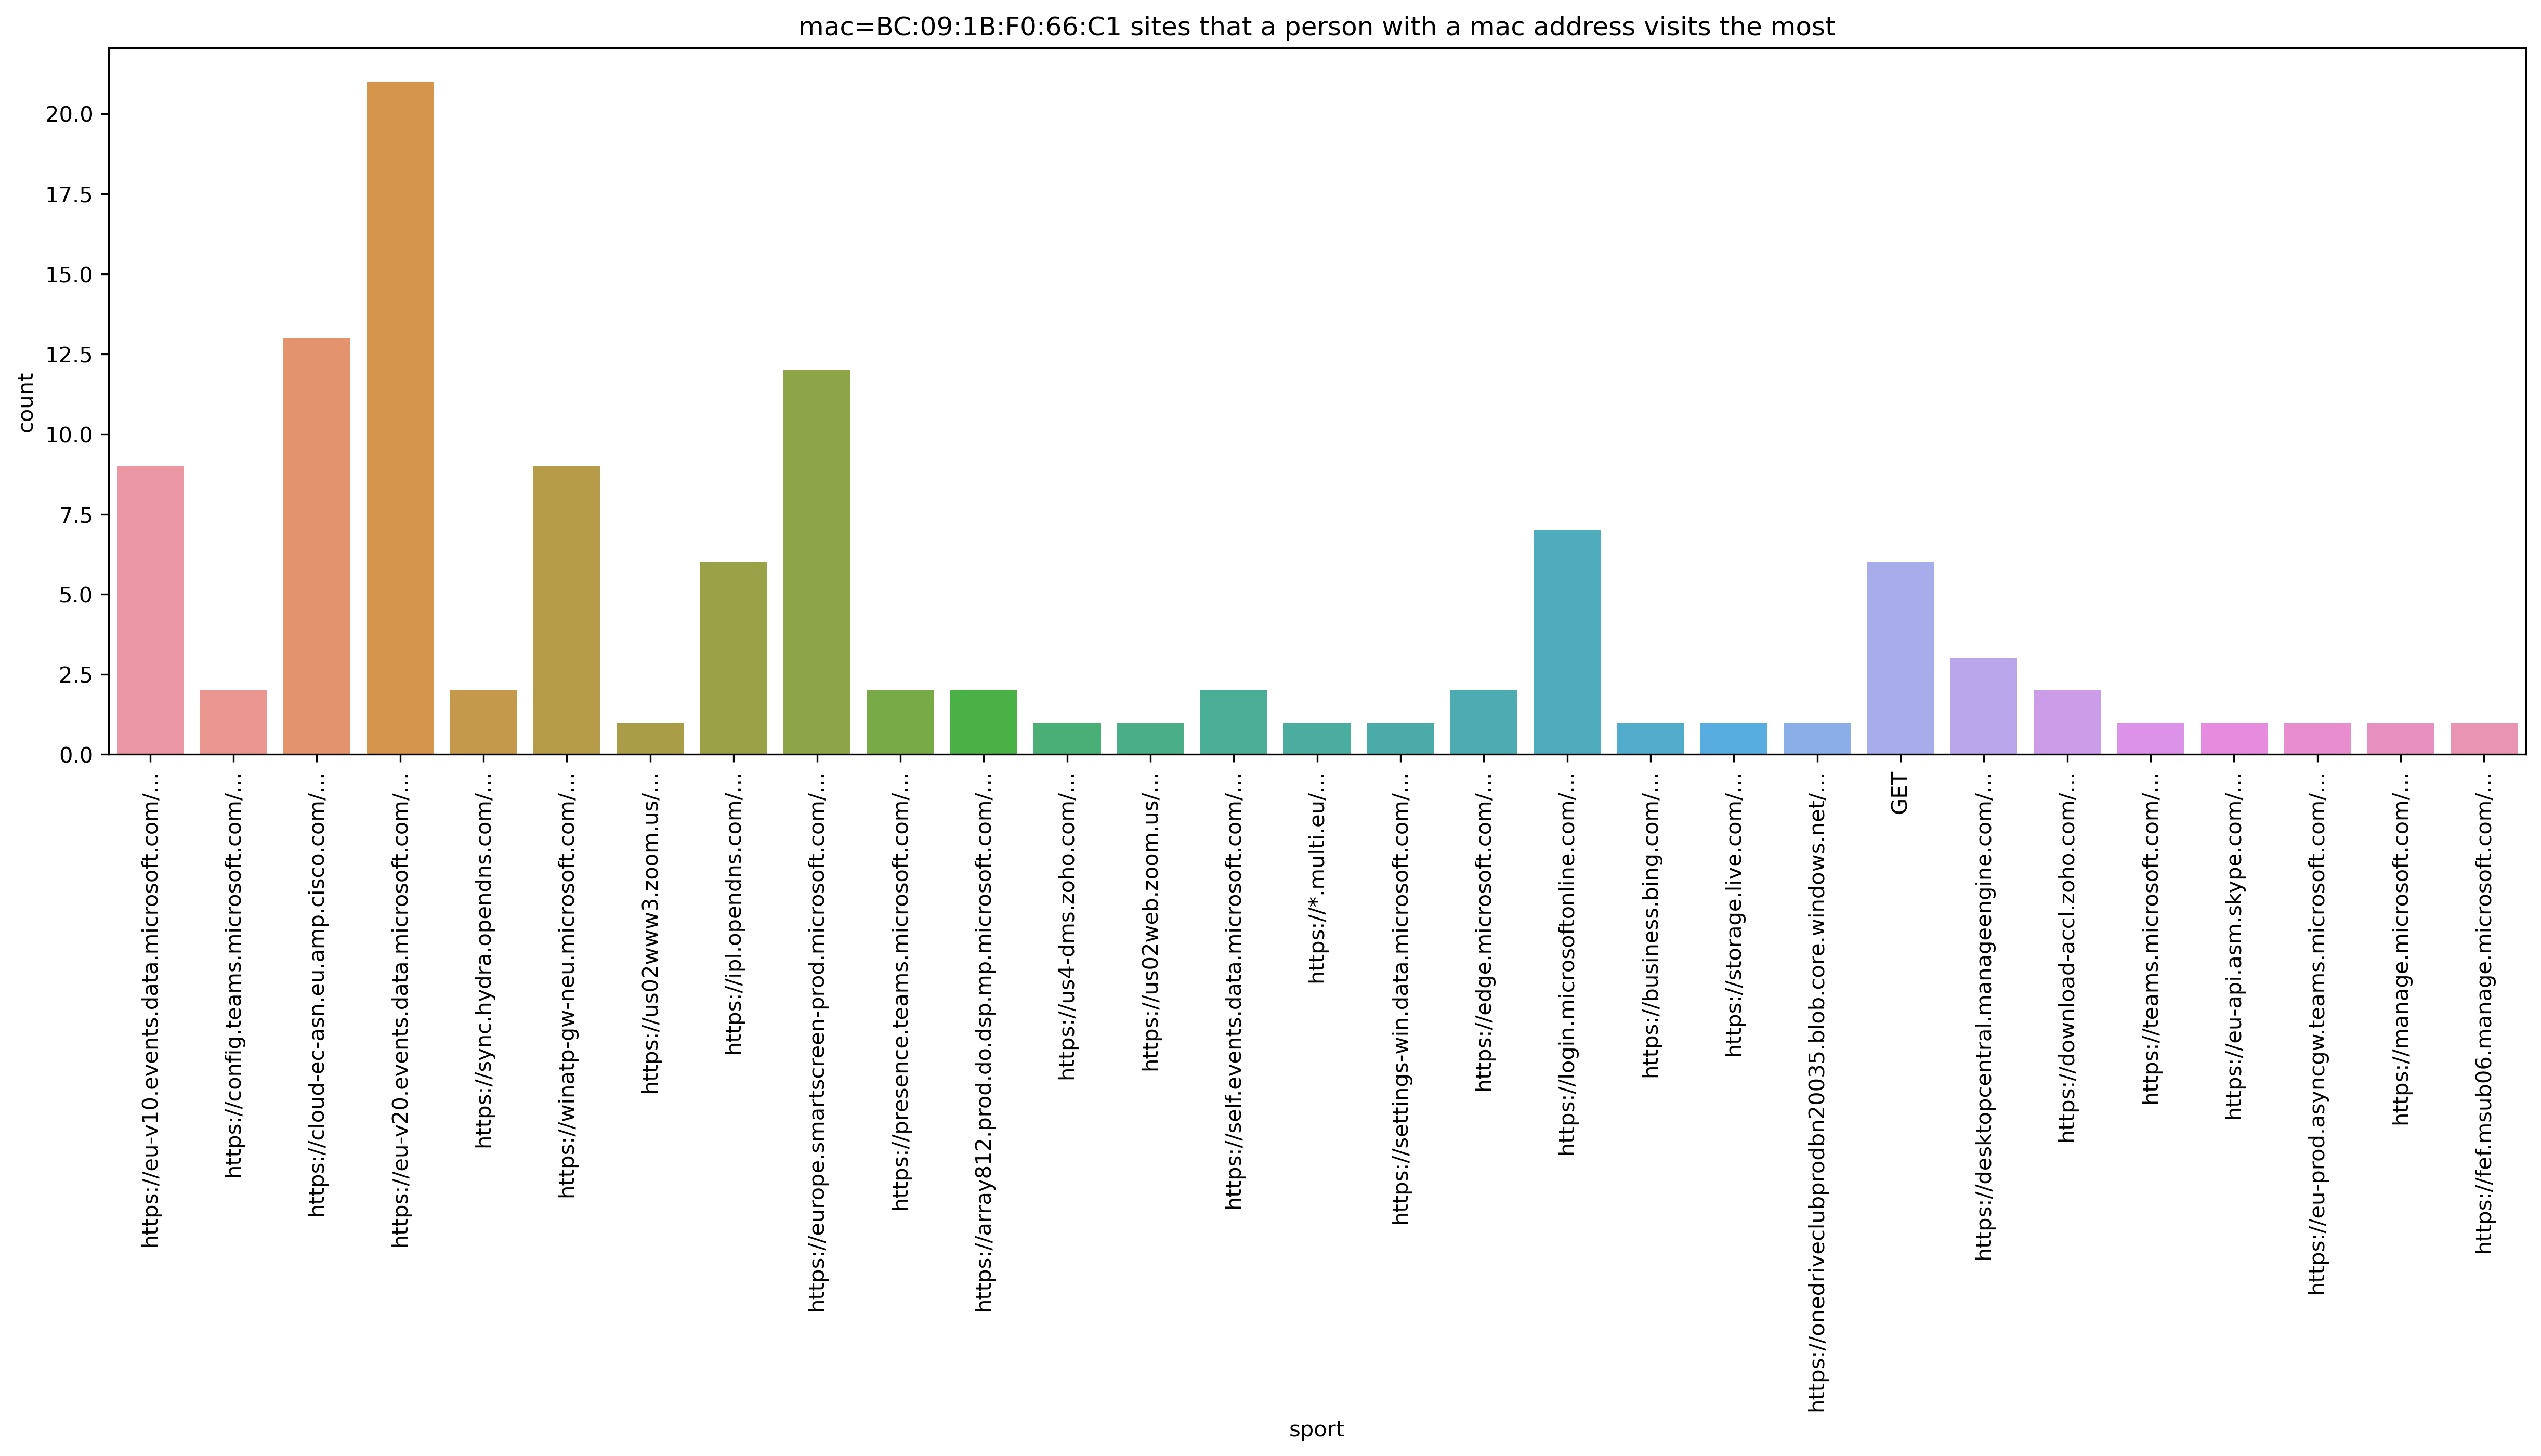 mac=BC:09:1B:F0:66:C1 sites that a person with a mac address visits the most
count
20.0
17.5
15.0
12.5
10.0
7.5
5.0
2.5
0.0
https://eu-v10.events.data.microsoft.com/...
https://config.teams.microsoft.com/...
https://cloud-ec-asn.eu.amp.cisco.com/...
https://eu-v20.events.data.microsoft.com/...
https://sync.hydra.opendns.com/...
https://winatp-gw-neu.microsoft.com/...
https://us02www3.zoom.us/...
https://ipl.opendns.com/...
https://europe.smartscreen-prod.microsoft.com/...
https://presence.teams.microsoft.com/...
https://array812.prod.do.dsp.mp.microsoft.com/...
https://us4-dms.zoho.com/...
https://us02web.zoom.us/...
https://self.events.data.microsoft.com/...
https://*.multi.eu/...
https://settings-win.data.microsoft.com/...
https://edge.microsoft.com/...
https://login.microsoftonline.com/...
https://business.bing.com/...
https://storage.live.com/...
https://onedriveclubprodbn20035.blob.core.windows.net/...
GET
https://desktopcentral.manageengine.com/...
https://download-accl.zoho.com/...
https://teams.microsoft.com/...
https://eu-api.asm.skype.com/...
https://eu-prod.asyncgw.teams.microsoft.com/...
https://manage.microsoft.com/...
https://fef.msub06.manage.microsoft.com/...
sport